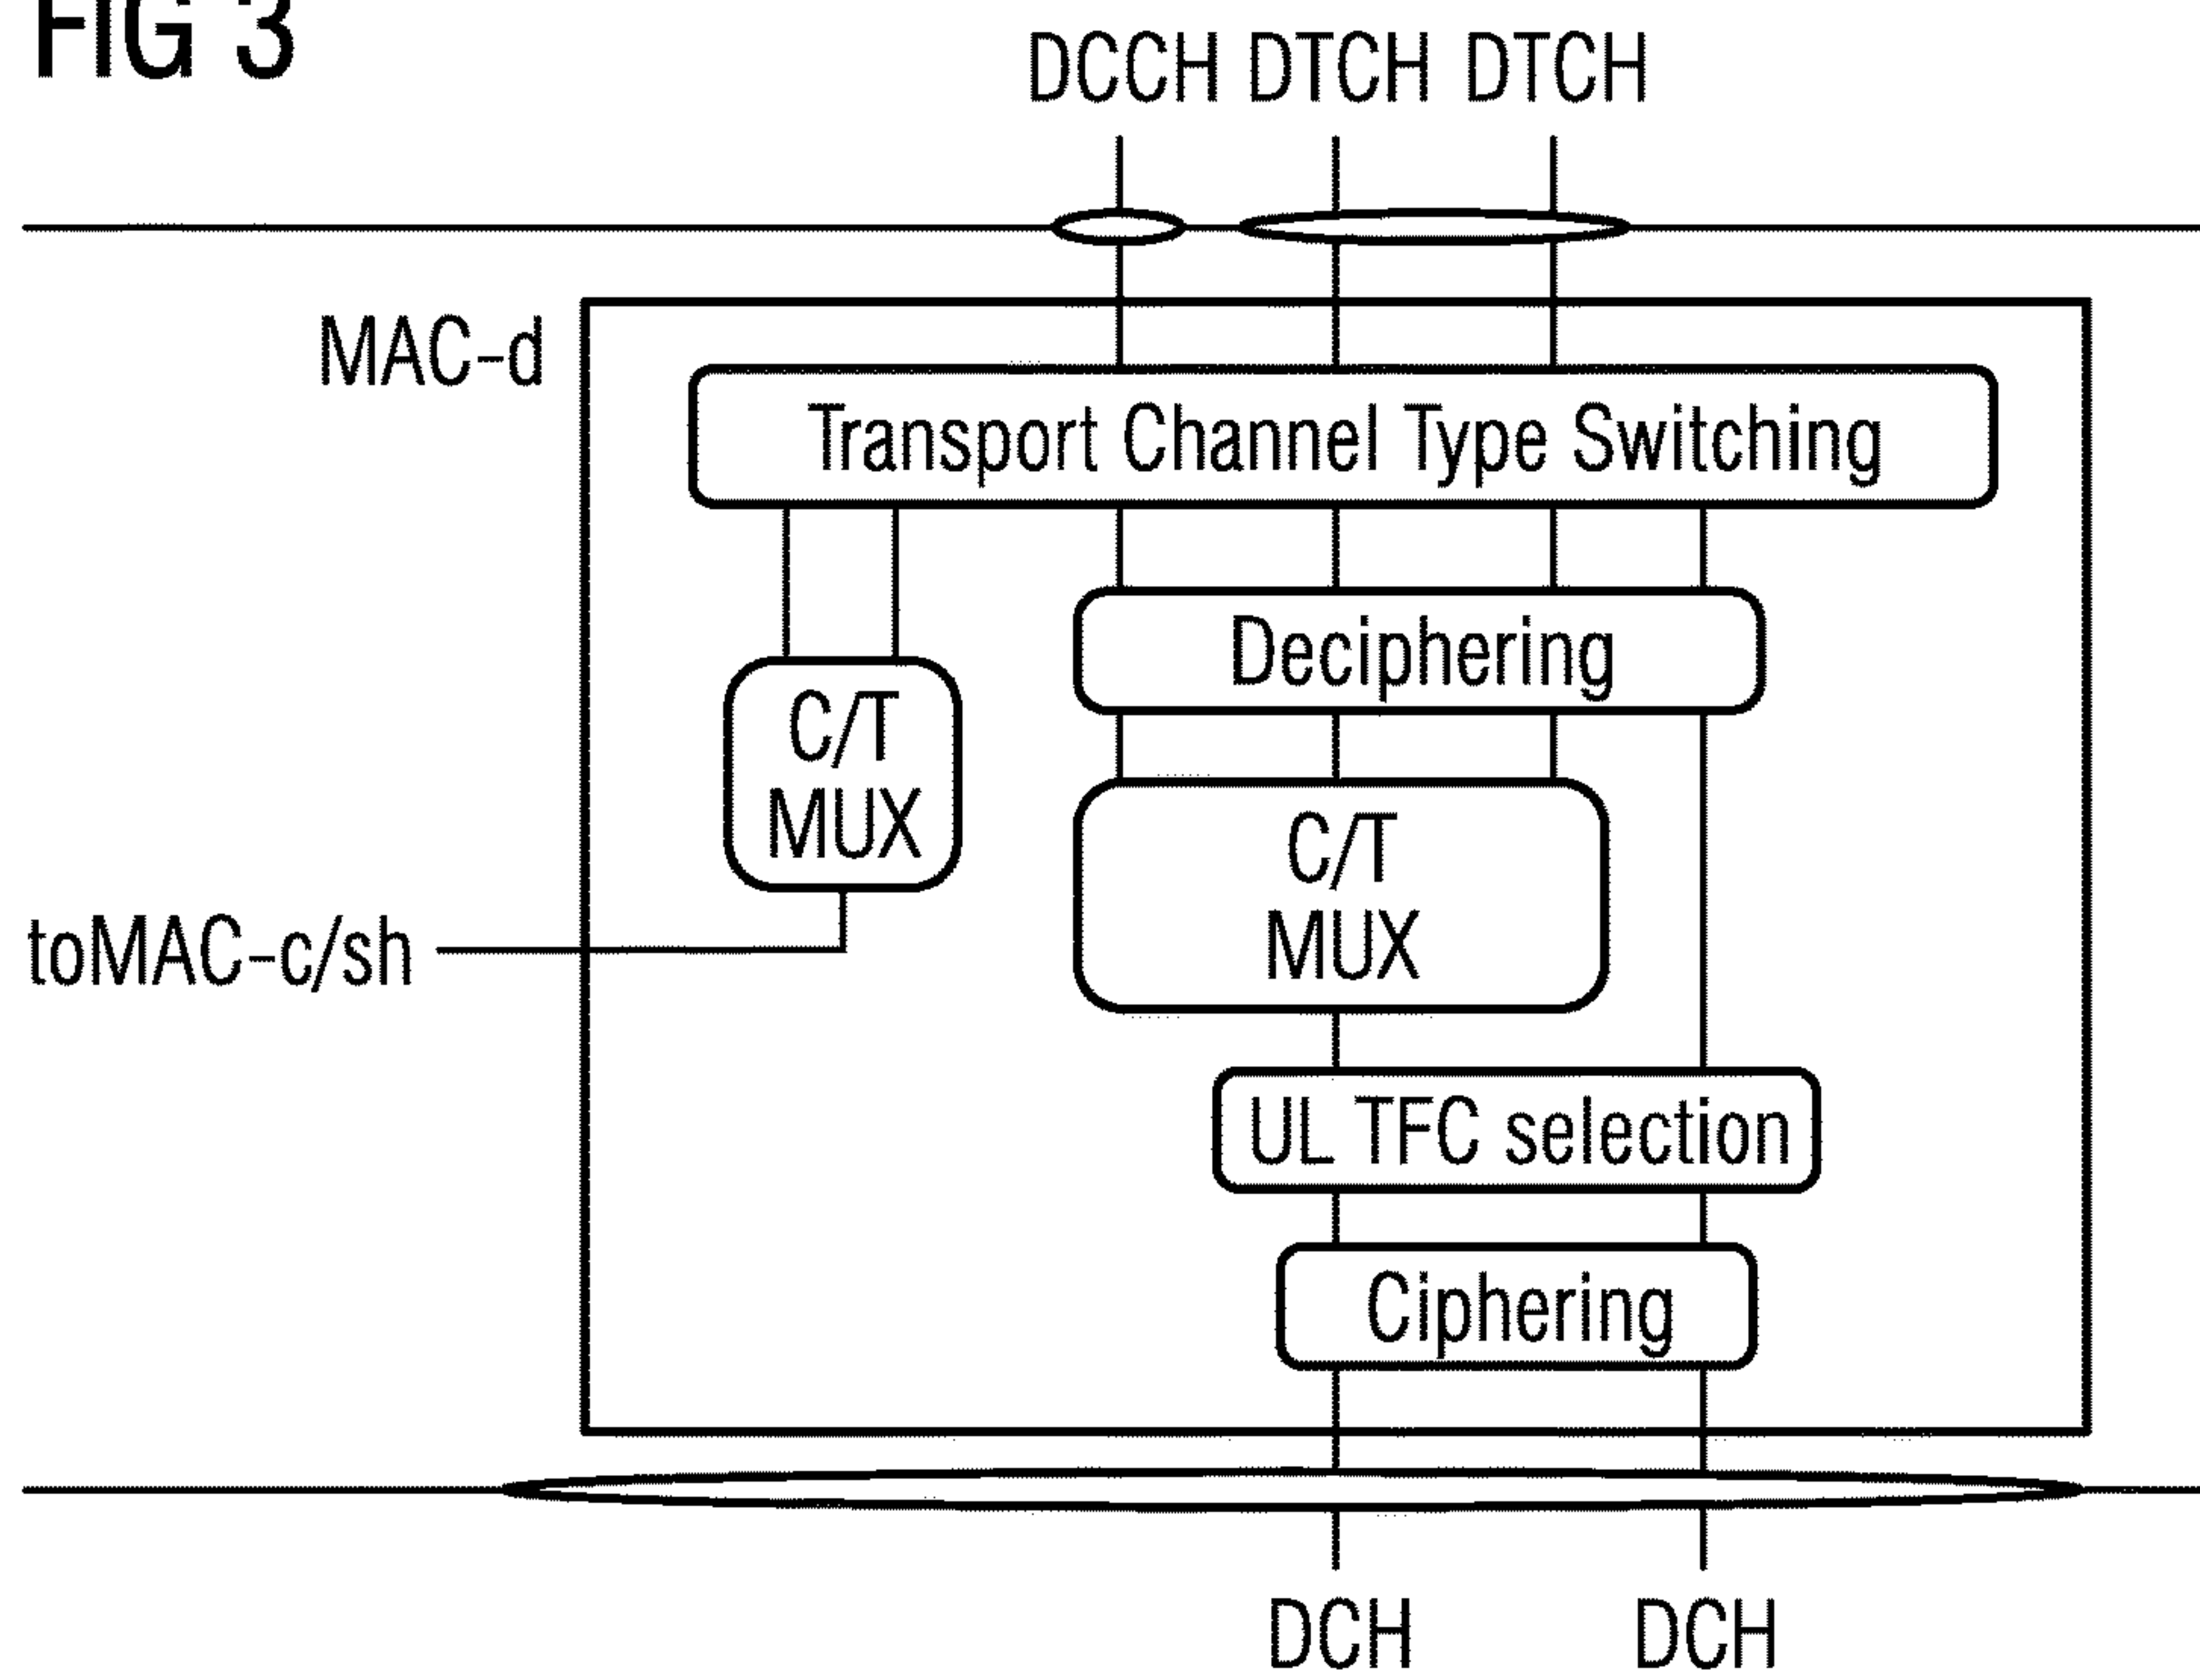 FIG 3
DCCH DTCH DTCH
MAC-d
Transport Channel Type Switching
Deciphering
C/T
MUX
C/T
MUX
toMAC-c/sh
UL TFC selection
Ciphering
DCH DCH